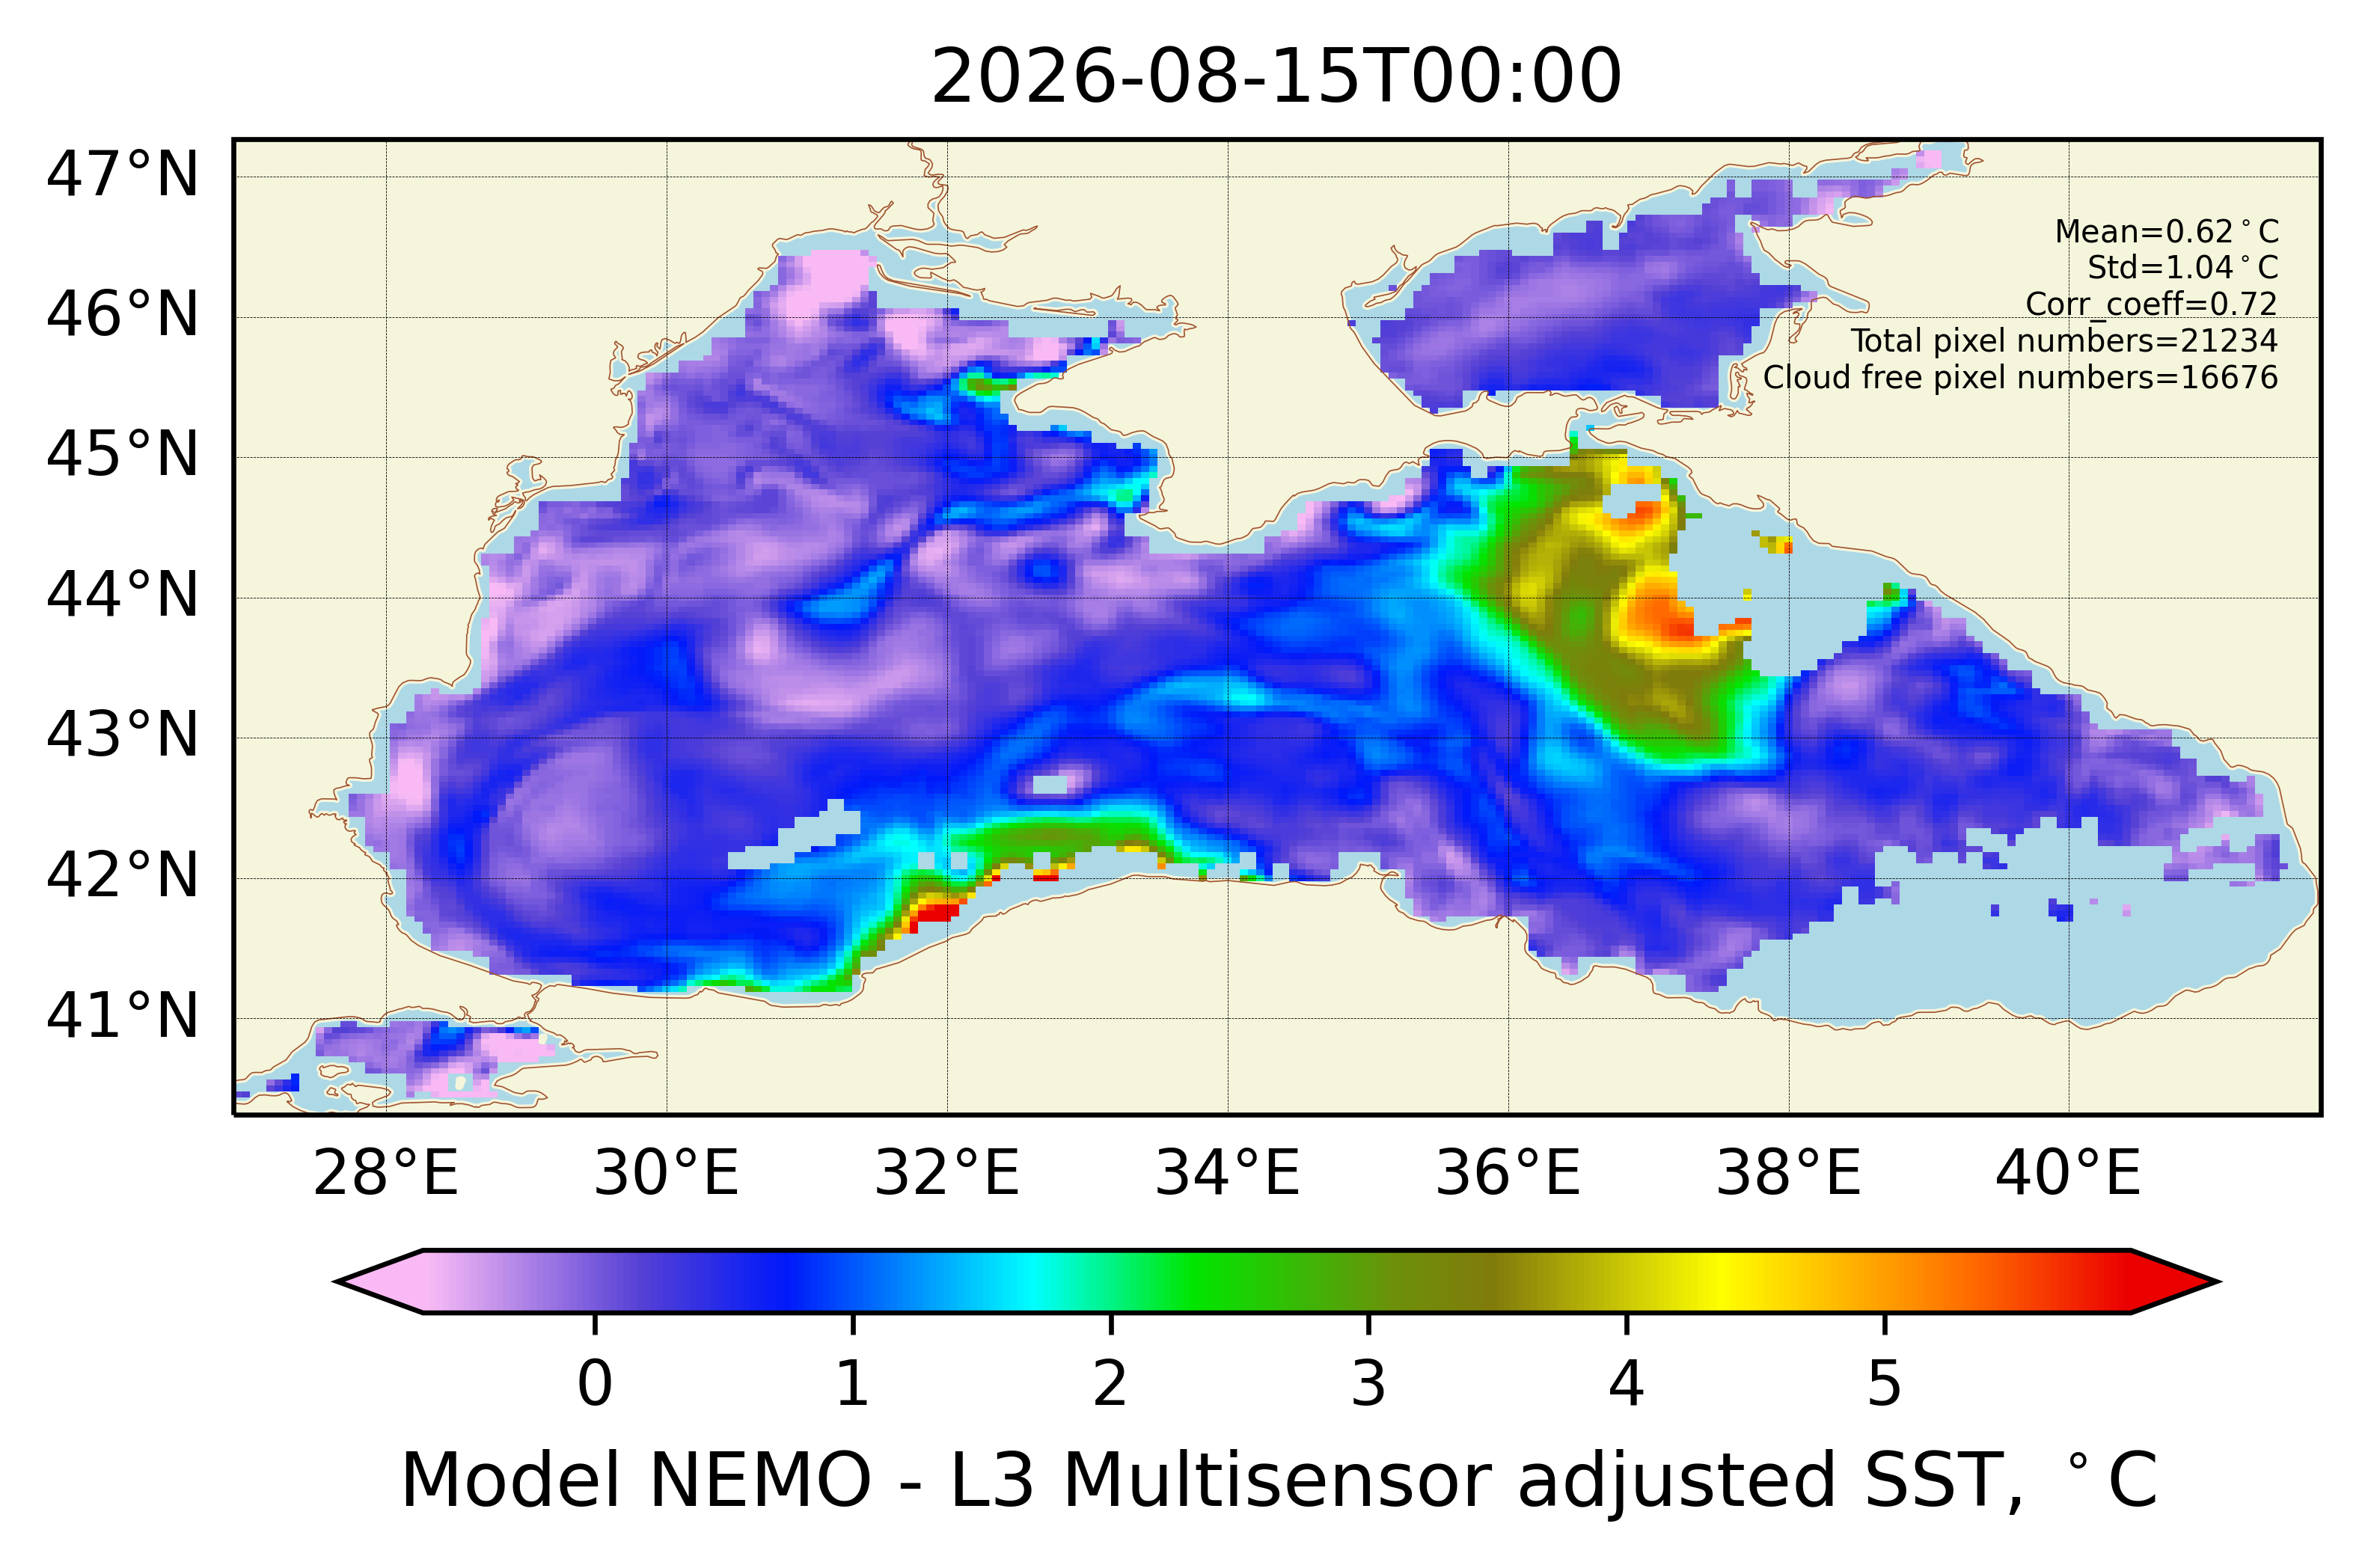 2026-08-15T00:00
47°N
46°N
45°N
44°N
43°N
42°N
41°N
Mean=0.62°C
Std=1.04°C
Corr_coeff=0.72
Total pixel numbers=21234
Cloud free pixel numbers=16676
28°E 30°E 32°E 34°E 36°E 38°E 40°E
0 1 2 3 4 5
Model NEMO - L3 Multisensor adjusted SST, °C